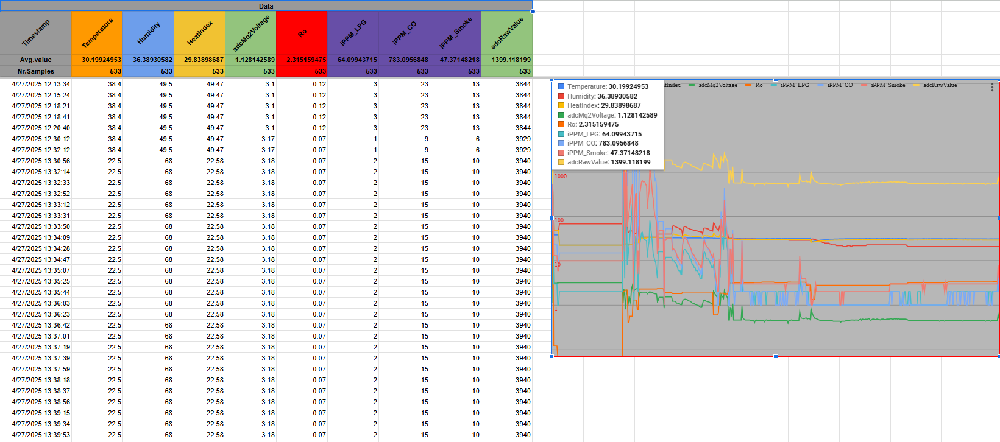 Data
Timestamp Temperature Humidity HeatIndex adcMq2Voltage Ro iPPM_LPG iPPM_CO iPPM_Smoke adcRawValue
Avg.value 30.19924953 36.38930582 29.83898687 1.128142589 2.315159475 64.09943715 783.0956848 47.37148218 1399.118199
Nr.Samples 533 533 533 533 533 533 533 533 533
4/27/2025 12:13:34 38.4 49.5 49.47 3.1 0.12 3 23 13 3844
4/27/2025 12:15:24 38.4 49.5 49.47 3.1 0.12 3 23 13 3844
4/27/2025 12:18:21 38.4 49.5 49.47 3.1 0.12 3 23 13 3844
4/27/2025 12:18:41 38.4 49.5 49.47 3.1 0.12 3 23 13 3844
4/27/2025 12:20:40 38.4 49.5 49.47 3.1 0.12 3 23 13 3844
4/27/2025 12:30:12 38.4 49.5 49.47 3.17 0.07 1 9 6 3929
4/27/2025 12:32:12 38.4 49.5 49.47 3.17 0.07 1 9 6 3929
4/27/2025 13:30:56 22.5 68 22.58 3.18 0.07 2 15 10 3940
4/27/2025 13:32:14 22.5 68 22.58 3.18 0.07 2 15 10 3940
4/27/2025 13:32:33 22.5 68 22.58 3.18 0.07 2 15 10 3940
4/27/2025 13:32:52 22.5 68 22.58 3.18 0.07 2 15 10 3940
4/27/2025 13:33:12 22.5 68 22.58 3.18 0.07 2 15 10 3940
4/27/2025 13:33:31 22.5 68 22.58 3.18 0.07 2 15 10 3940
4/27/2025 13:33:50 22.5 68 22.58 3.18 0.07 2 15 10 3940
4/27/2025 13:34:09 22.5 68 22.58 3.18 0.07 2 15 10 3940
4/27/2025 13:34:28 22.5 68 22.58 3.18 0.07 2 15 10 3940
4/27/2025 13:34:47 22.5 68 22.58 3.18 0.07 2 15 10 3940
4/27/2025 13:35:07 22.5 68 22.58 3.18 0.07 2 15 10 3940
4/27/2025 13:35:25 22.5 68 22.58 3.18 0.07 2 15 10 3940
4/27/2025 13:35:44 22.5 68 22.58 3.18 0.07 2 15 10 3940
4/27/2025 13:36:03 22.5 68 22.58 3.18 0.07 2 15 10 3940
4/27/2025 13:36:23 22.5 68 22.58 3.18 0.07 2 15 10 3940
4/27/2025 13:36:42 22.5 68 22.58 3.18 0.07 2 15 10 3940
4/27/2025 13:37:01 22.5 68 22.58 3.18 0.07 2 15 10 3940
4/27/2025 13:37:19 22.5 68 22.58 3.18 0.07 2 15 10 3940
4/27/2025 13:37:39 22.5 68 22.58 3.18 0.07 2 15 10 3940
4/27/2025 13:37:59 22.5 68 22.58 3.18 0.07 2 15 10 3940
4/27/2025 13:38:18 22.5 68 22.58 3.18 0.07 2 15 10 3940
4/27/2025 13:38:37 22.5 68 22.58 3.18 0.07 2 15 10 3940
4/27/2025 13:38:56 22.5 68 22.58 3.18 0.07 2 15 10 3940
4/27/2025 13:39:15 22.5 68 22.58 3.18 0.07 2 15 10 3940
4/27/2025 13:39:34 22.5 68 22.58 3.18 0.07 2 15 10 3940
4/27/2025 13:39:53 22.5 68 22.58 3.18 0.07 2 15 10 3940
adcMq2Voltage Ro iPPM_LPG iPPM_CO iPPM_Smoke adcRawValue
Temperature: 30.19924953
Humidity: 36.38930582
HeatIndex: 29.83898687
adcMq2Voltage: 1.128142589
Ro: 2.315159475
iPPM_LPG: 64.09943715
iPPM_CO: 783.0956848
iPPM_Smoke: 47.37148218
adcRawValue: 1399.118199
1000
100
10
1